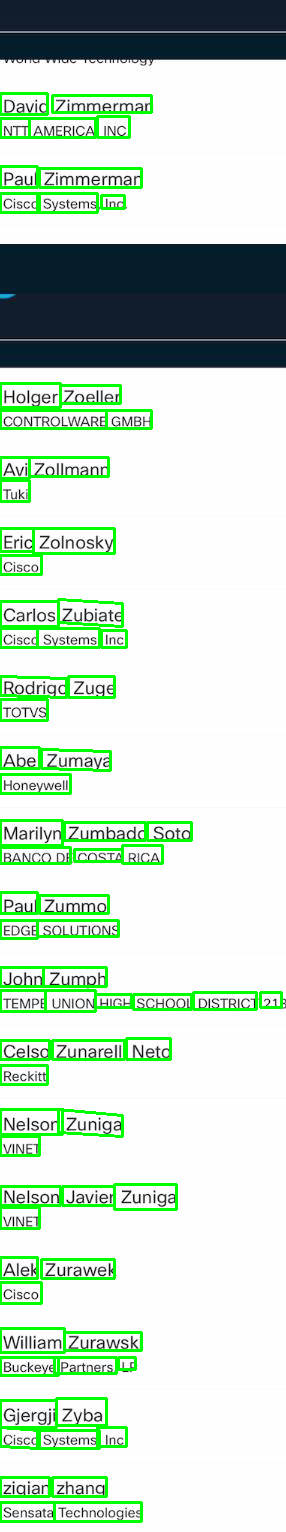 World Wide Technology
David Zimmerman
NTT AMERICA INC
Paul Zimmerman
Cisco Systems Inc.
Holger Zoeller
CONTROLWARE GMBH
Avi Zollmann
Tuki
Eric Zolnosky
Cisco
Carlos Zubiate
Cisco Systems Inc
Rodrigo Zuge
TOTVS
Abe Zumaya
Honeywell
Marilyn Zumbado Soto
BANCO DE COSTA RICA
Paul Zummo
EDGE SOLUTIONS
John Zumph
TEMPE UNION HIGH SCHOOL DISTRICT 213
Celso Zunarelli Neto
Reckitt
Nelson Zuniga
VINET
Nelson Javier Zuniga
VINET
Alek Zurawek
Cisco
William Zurawski
Buckeye Partners LP
Gjergji Zyba
Cisco Systems Inc
ziqian zhang
Sensata Technologies